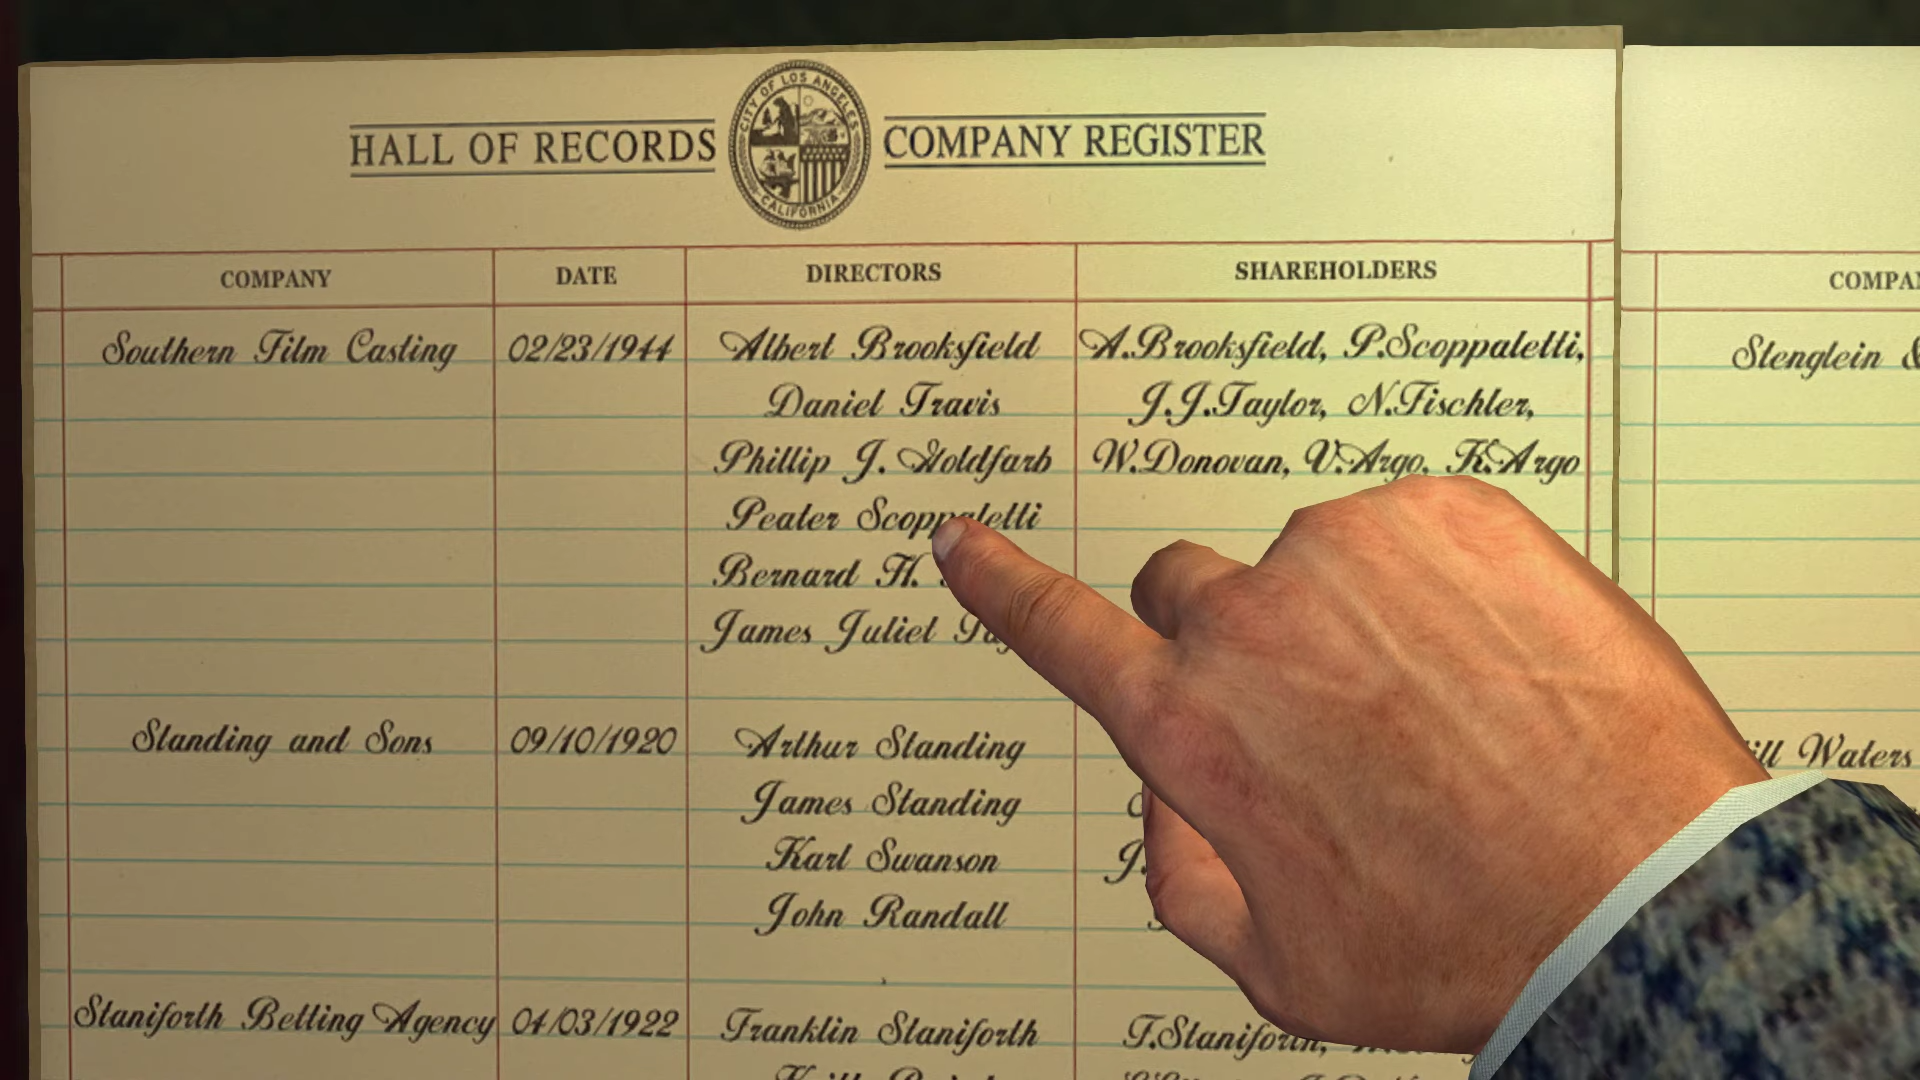 HALL OF RECORDS COMPANY REGISTER
CITY OF LOS ANGELES
CALIFORNIA
COMPANY DATE DIRECTORS SHAREHOLDERS
Southern Film Casting 02/23/1944 Albert Brooksfield A.Brooksfield, P.Scoppaletti,
Daniel Travis J.J.Taylor, N.Fischler,
Phillip J. Holdfarb W.Donovan, V.Argo, K.Argo
Peater Scoppaletti
Bernard H.
James Juliet
Standing and Sons 09/10/1920 Arthur Standing
James Standing
Karl Swanson J.
John Randall
Staniforth Betting Agency 04/03/1922 Franklin Staniforth F.Staniforth,
Stenglein &
Waters